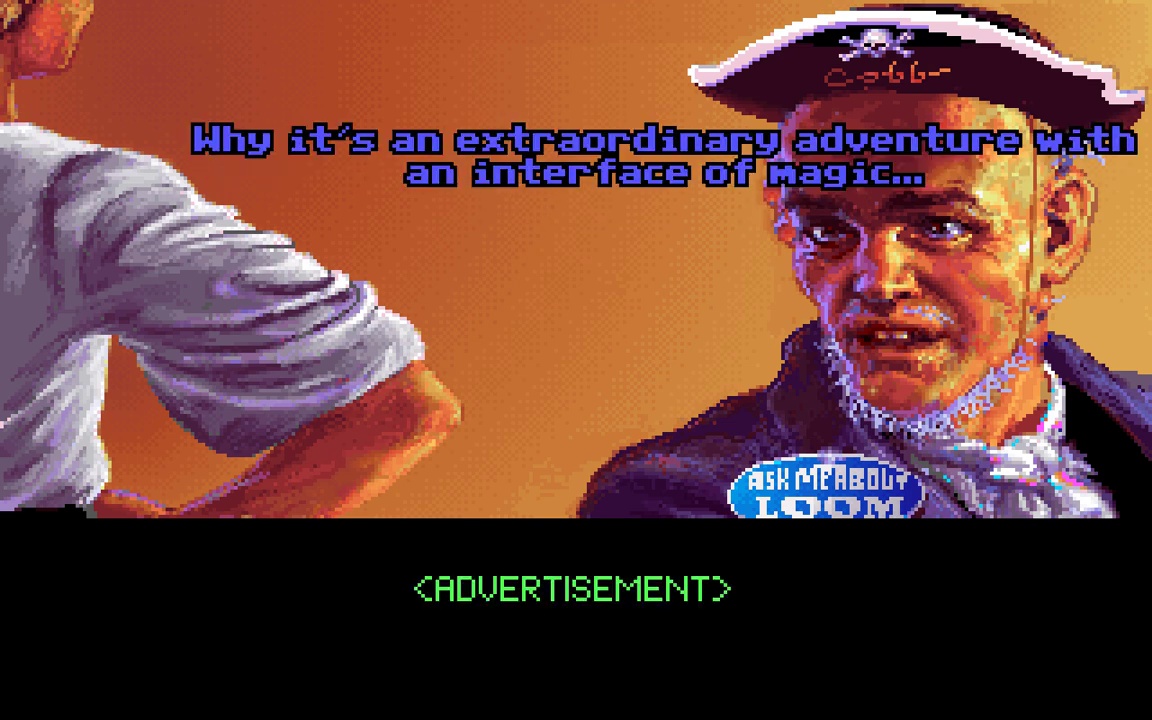 Cobb
Why it's an extraordinary adventure with
an interface of magic...
ASK ME ABOUT
LOOM
<ADVERTISEMENT>